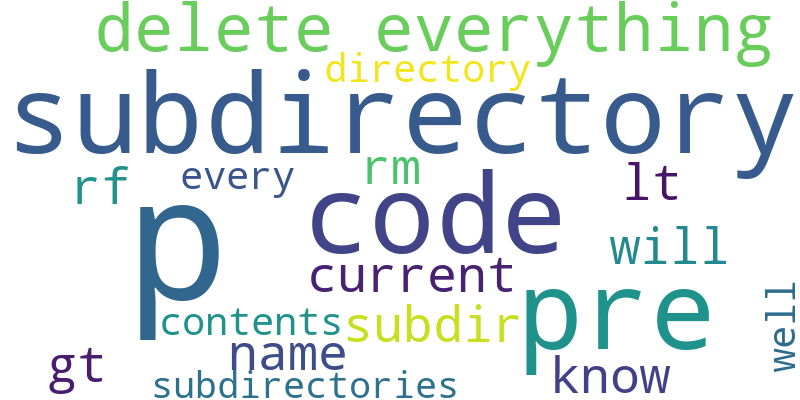 delete everything
directory
subdirectory
rf every rm lt
p code will
current
contents subdir pre well
gt name know
subdirectories